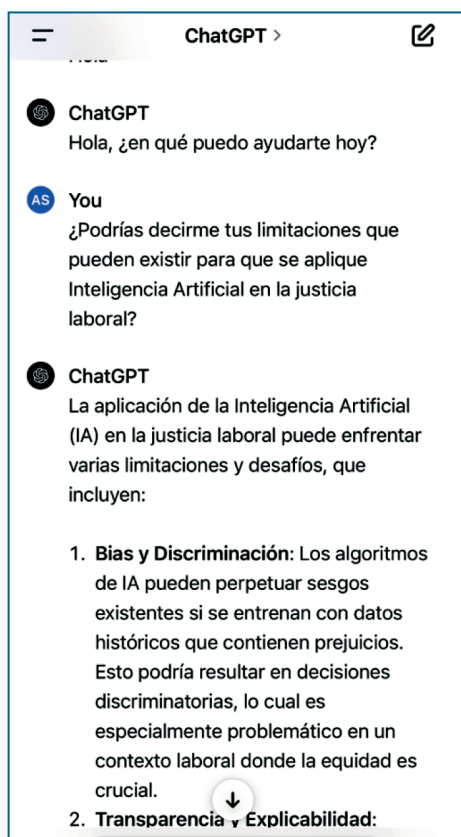 ChatGPT >
ChatGPT
Hola, ¿en qué puedo ayudarte hoy?
AS You
¿Podrías decirme tus limitaciones que
pueden existir para que se aplique
Inteligencia Artificial en la justicia
laboral?
ChatGPT
La aplicación de la Inteligencia Artificial
(IA) en la justicia laboral puede enfrentar
varias limitaciones y desafíos, que
incluyen:
1. Bias y Discriminación: Los algoritmos
de IA pueden perpetuar sesgos
existentes si se entrenan con datos
históricos que contienen prejuicios.
Esto podría resultar en decisiones
discriminatorias, lo cual es
especialmente problemático en un
contexto laboral donde la equidad es
crucial.
2. Transparencia y Explicabilidad: